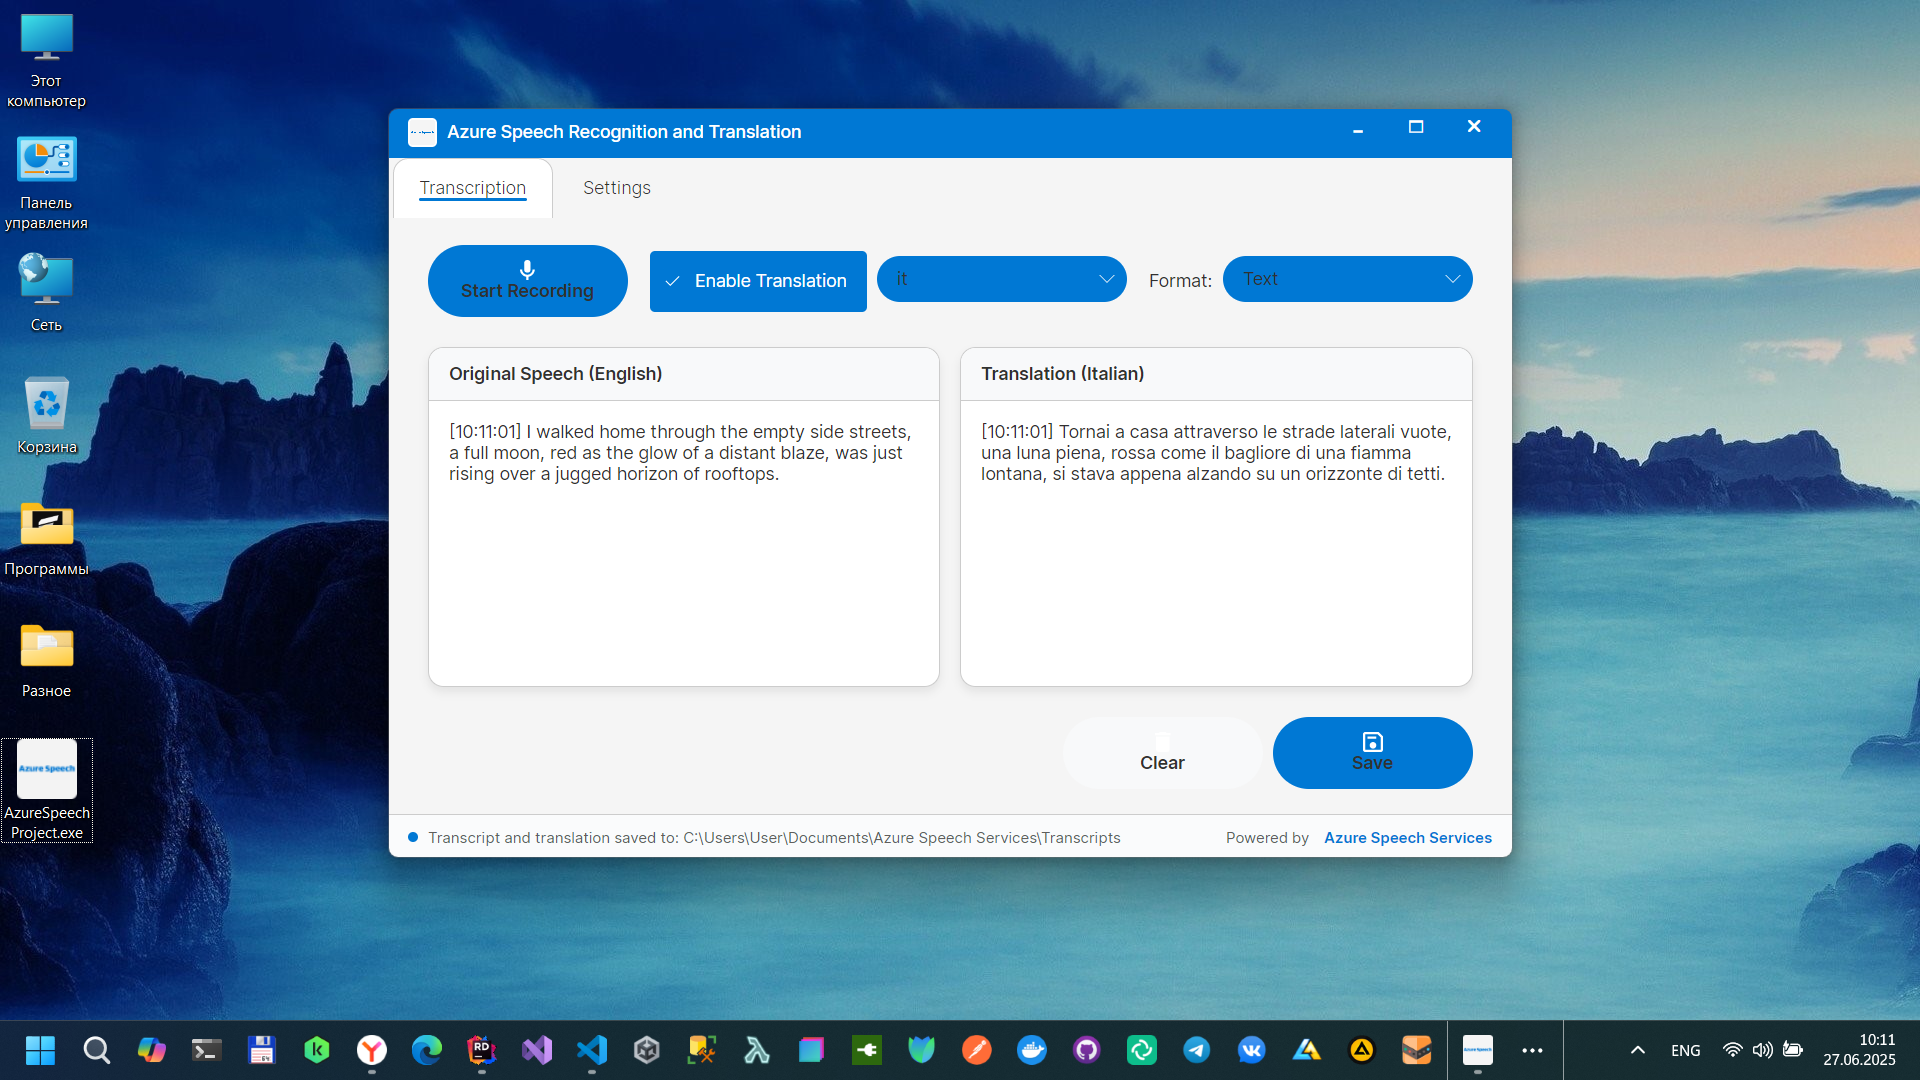 Этот
компьютер
Панель
управления
Сеть
Корзина
Программы
Разное
Azure Speech
AzureSpeech
Project.exe
Azure Speech Recognition and Translation
Transcription
Settings
Start Recording
Enable Translation
it
Format:
Text
Original Speech (English)
[10:11:01] I walked home through the empty side streets,
a full moon, red as the glow of a distant blaze, was just
rising over a jugged horizon of rooftops.
Translation (Italian)
[10:11:01] Tornai a casa attraverso le strade laterali vuote,
una luna piena, rossa come il bagliore di una fiamma
lontana, si stava appena alzando su un orizzonte di tetti.
Clear
Save
Transcript and translation saved to: C:\Users\User\Documents\Azure Speech Services\Transcripts
Powered by Azure Speech Services
64
k
RD
ENG
10:11
27.06.2025